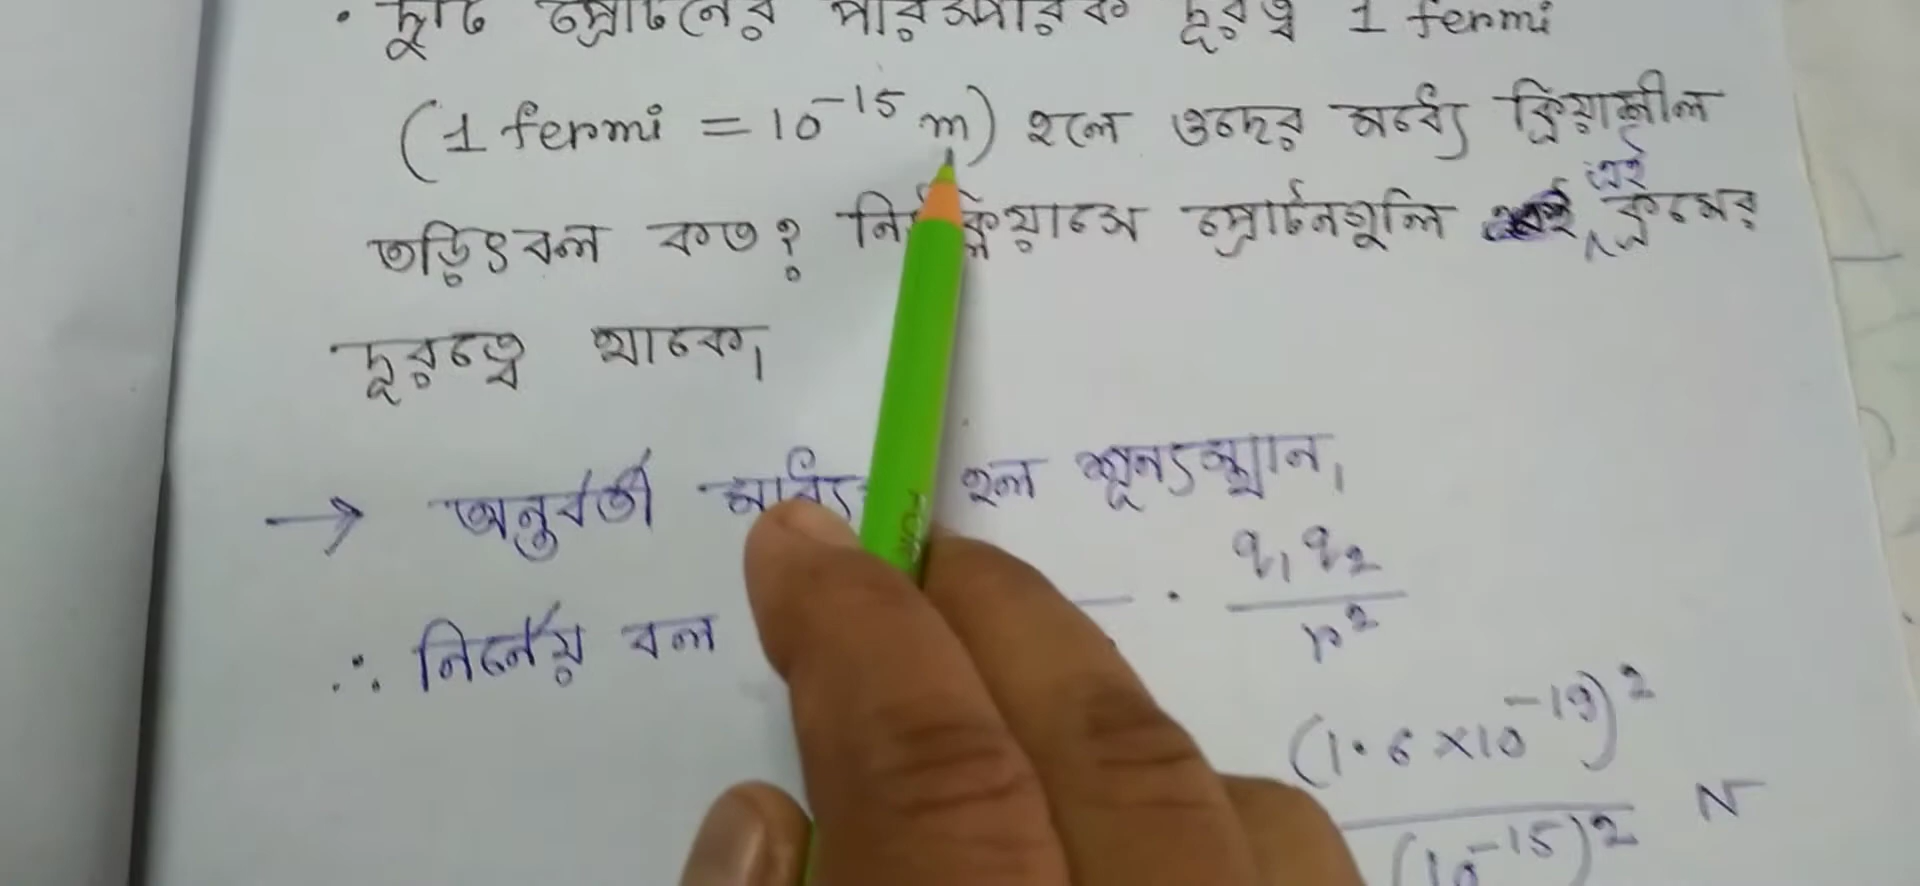 • দুটি প্রোটনের পারস্পরিক দূরত্ব 1 fermi
(1 fermi = 10⁻¹⁵ m) হলে ওদের মধ্যে ক্রিয়াশীল
তড়িৎবল কত? প্রোটনগুলি এই ক্রমের
দূরত্বে থাকে।
→ অনুবর্তী হল শূন্যস্থান।
∴ নির্ণেয় বল · q₁q₂ / r²
(1.6×10⁻¹⁹)² / (10⁻¹⁵)² N